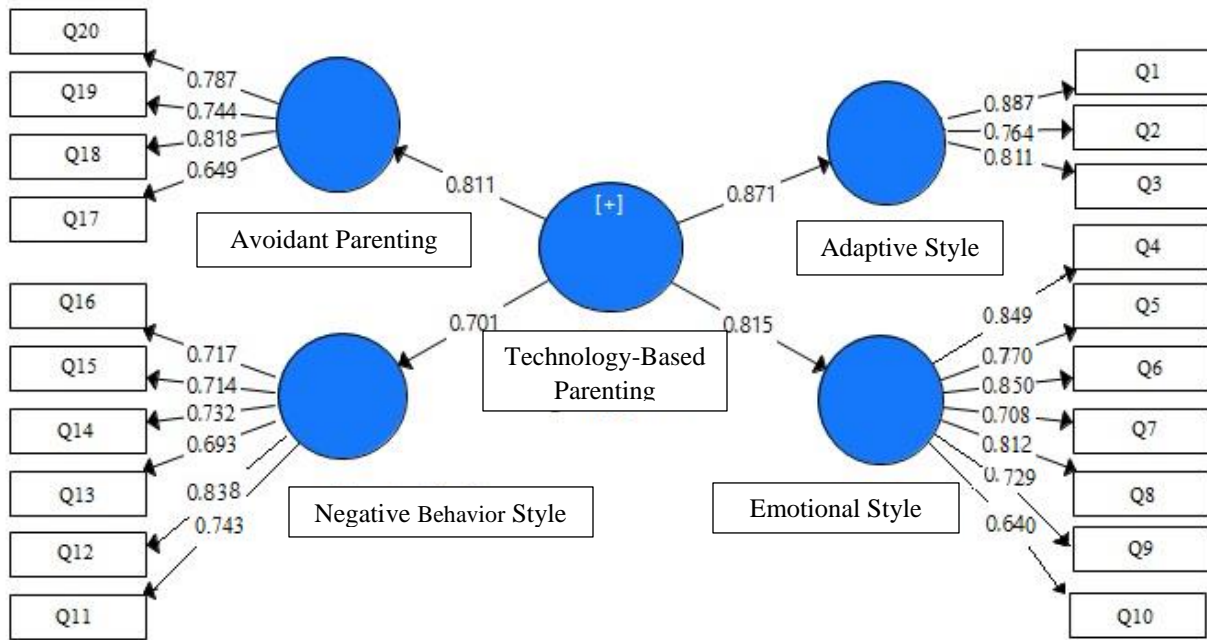 Q20
Q19
Q18
Q17
0.787
0.744
0.818
0.649
Avoidant Parenting
0.811
[+]
Technology-Based
Parenting
0.871
0.701
0.815
Q1
Q2
Q3
0.887
0.764
0.811
Adaptive Style
Q16
Q15
Q14
Q13
Q12
Q11
0.717
0.714
0.732
0.693
0.838
0.743
Negative Behavior Style
Q4
Q5
Q6
Q7
Q8
Q9
Q10
0.849
0.770
0.850
0.708
0.812
0.729
0.640
Emotional Style